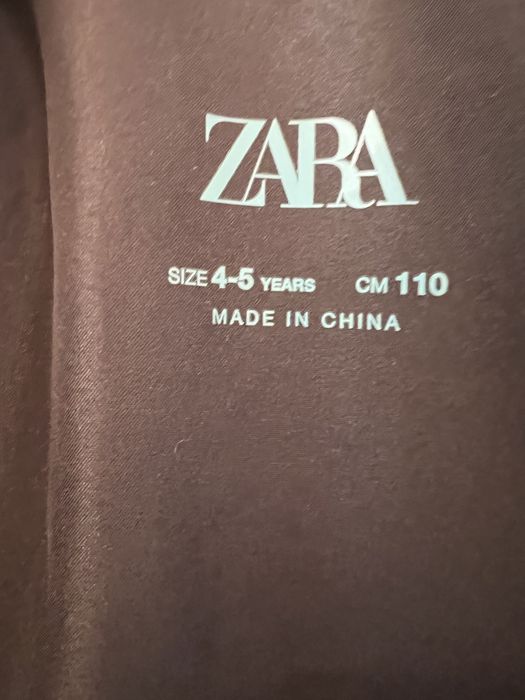 ZARA
SIZE 4-5 YEARS CM 110
MADE IN CHINA